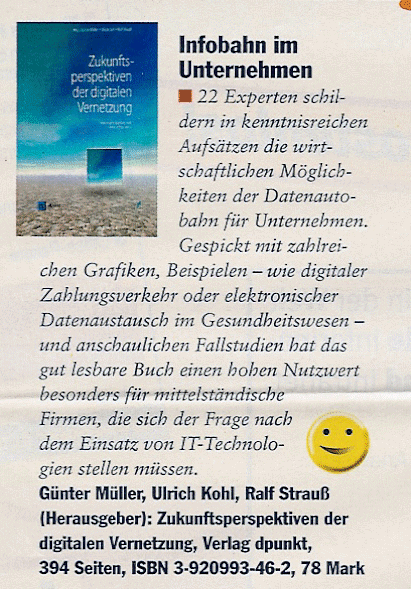 Zukunfts-
perspektiven
der digitalen
Vernetzung
Infobahn im
Unternehmen
22 Experten schil-
dern in kenntnisreichen
Aufsätzen die wirt-
schaftlichen Möglich-
keiten der Datenauto-
bahn für Unternehmen.
Gespickt mit zahlrei-
chen Grafiken, Beispielen – wie digitaler
Zahlungsverkehr oder elektronischer
Datenaustausch im Gesundheitswesen –
und anschaulichen Fallstudien hat das
gut lesbare Buch einen hohen Nutzwert
besonders für mittelständische
Firmen, die sich der Frage nach
dem Einsatz von IT-Technolo-
gien stellen müssen.
Günter Müller, Ulrich Kohl, Ralf Strauß
(Herausgeber): Zukunftsperspektiven der
digitalen Vernetzung, Verlag dpunkt,
394 Seiten, ISBN 3-920993-46-2, 78 Mark